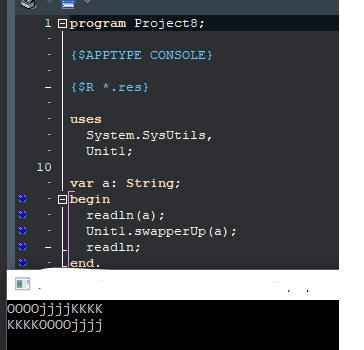 1 program Project8;
{$APPTYPE CONSOLE}
{$R *.res}
uses
System.SysUtils,
Unit1;
10
var a: String;
begin
readln(a);
Unit1.swapperUp(a);
readln;
end.
OOOOjjjjKKKK
KKKKOOOOjjjj